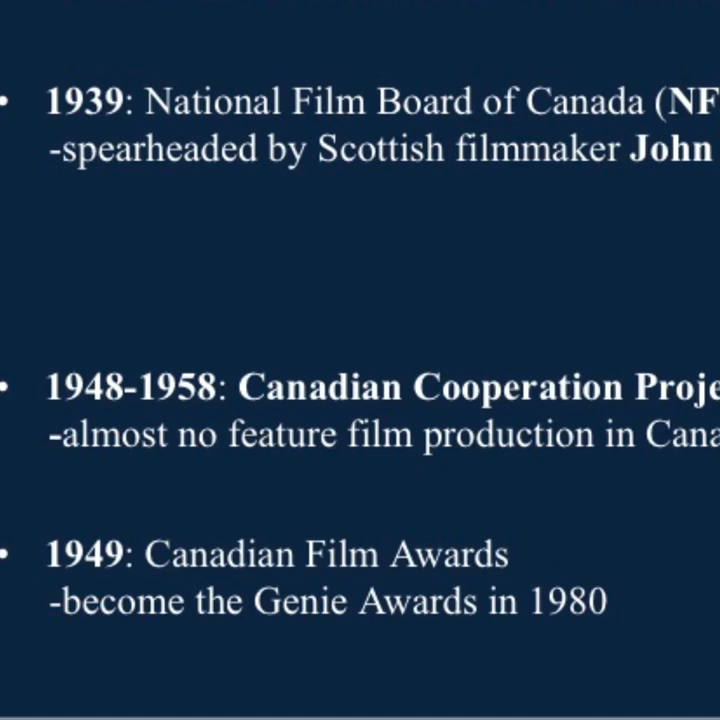 • 1939: National Film Board of Canada (NF
-spearheaded by Scottish filmmaker John
• 1948-1958: Canadian Cooperation Proje
-almost no feature film production in Cana
• 1949: Canadian Film Awards
-become the Genie Awards in 1980